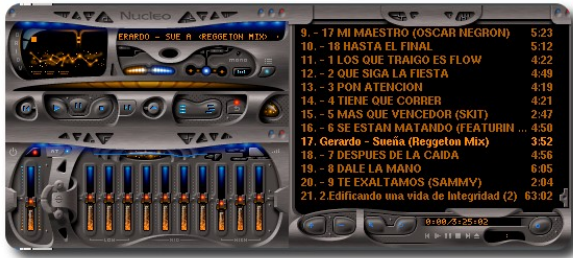 Nucleo
ERARDO - SUE A <REGGETON MIX>
mono
9. - 17 MI MAESTRO (OSCAR NEGRON) 5:23
10. - 18 HASTA EL FINAL 5:12
11. - 1 LOS QUE TRAIGO ES FLOW 4:22
12. - 2 QUE SIGA LA FIESTA 4:49
13. - 3 PON ATENCION 4:19
14. - 4 TIENE QUE CORRER 4:21
15. - 5 MAS QUE VENCEDOR (SKIT) 2:47
16. - 6 SE ESTAN MATANDO (FEATURIN ... 4:50
17. Gerardo - Sueña (Reggeton Mix) 3:52
18. - 7 DESPUES DE LA CAIDA 4:56
19. - 8 DALE LA MANO 6:05
20. - 9 TE EXALTAMOS (SAMMY) 2:04
21. 2.Edificando una vida de Integridad (2) 63:02
0:00/3:25:02
LOW MID HIGH